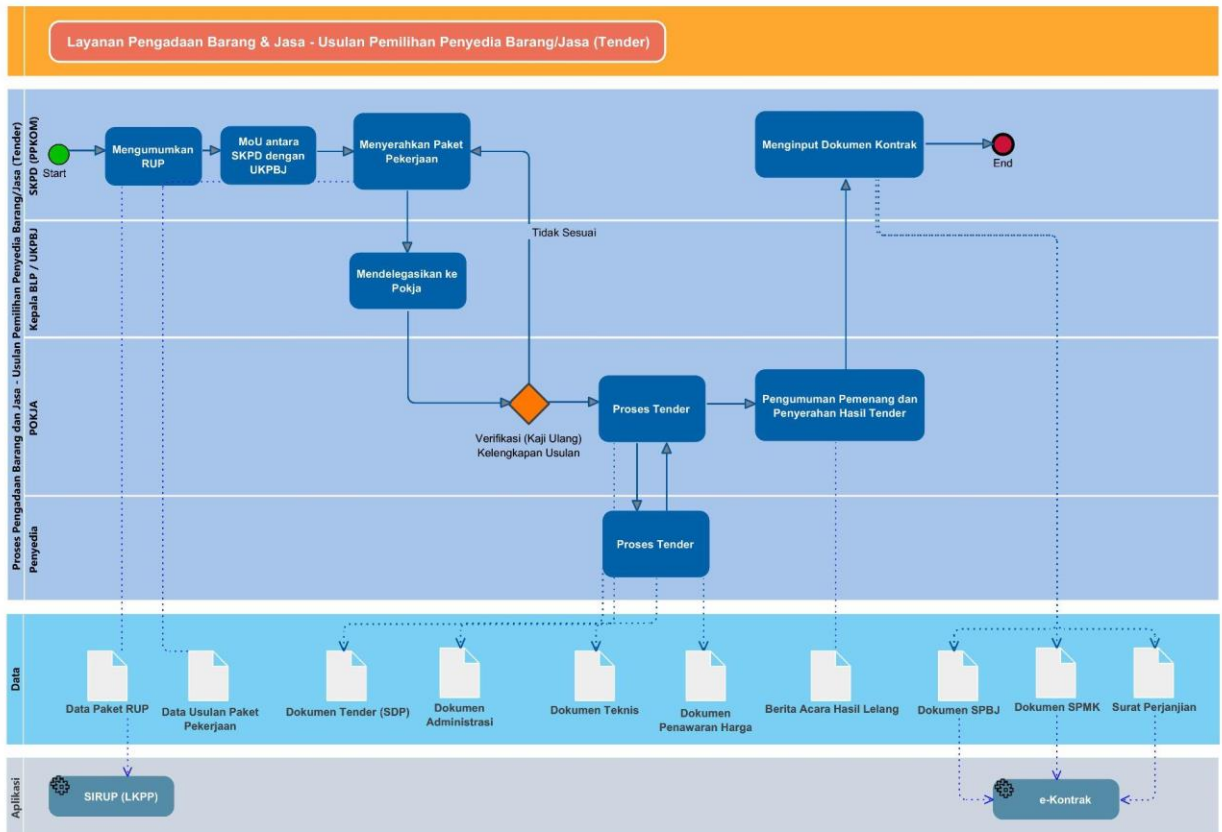 Layanan Pengadaan Barang & Jasa - Usulan Pemilihan Penyedia Barang/Jasa (Tender)
Proses Pengadaan Barang dan Jasa - Usulan Pemilihan Penyedia Barang/Jasa (Tender)
SKPD (PPKOM)
Start
Mengumumkan
RUP
MoU antara
SKPD dengan
UKPBJ
Menyerahkan Paket
Pekerjaan
Menginput Dokumen Kontrak
End
Kepala BLP / UKPBJ
Tidak Sesuai
Mendelegasikan ke
Pokja
POKJA
Verifikasi (Kaji Ulang)
Kelengkapan Usulan
Proses Tender
Pengumuman Pemenang dan
Penyerahan Hasil Tender
Penyedia
Proses Tender
Data
Data Paket RUP
Data Usulan Paket
Pekerjaan
Dokumen Tender (SDP)
Dokumen
Administrasi
Dokumen Teknis
Dokumen
Penawaran Harga
Berita Acara Hasil Lelang
Dokumen SPBJ
Dokumen SPMK
Surat Perjanjian
Aplikasi
SIRUP (LKPP)
e-Kontrak